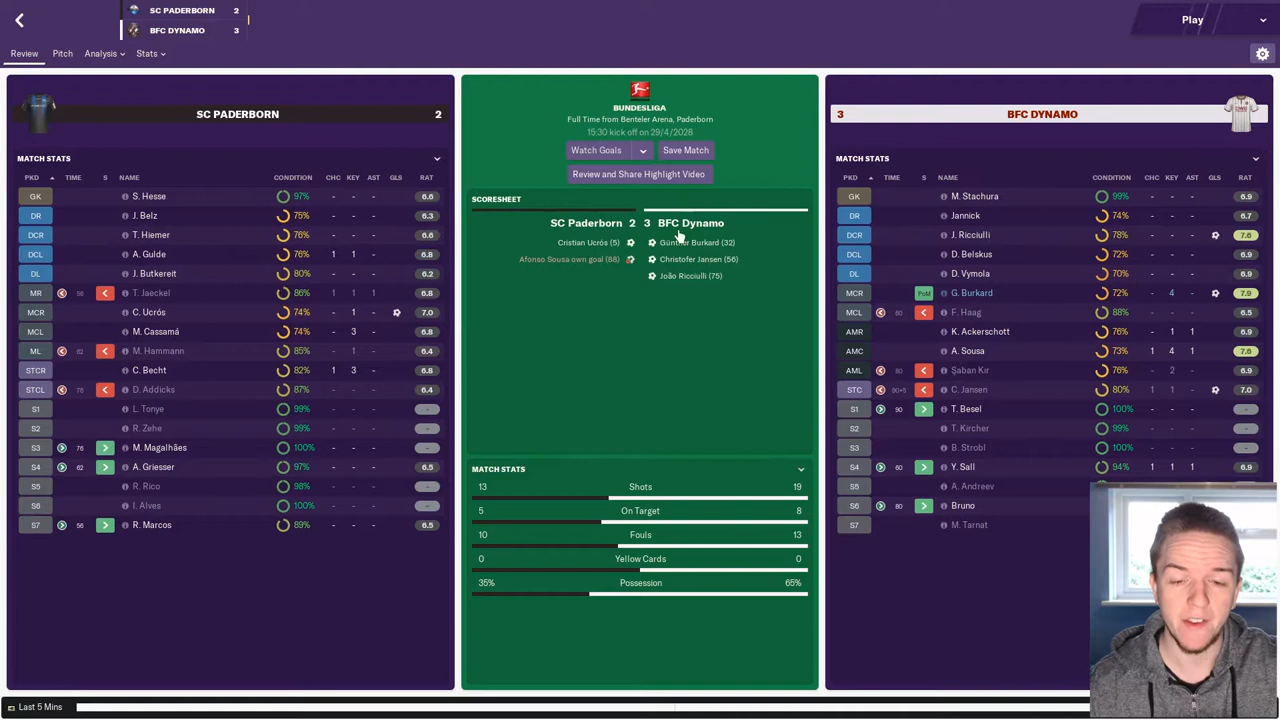 SC PADERBORN 2
BFC DYNAMO 3
Play
Review Pitch Analysis Stats
SC PADERBORN 2
MATCH STATS
PKD TIME S NAME CONDITION CHC KEY AST GLS RAT
GK S. Hesse 97% - - - - 6.6
DR J. Belz 75% - - - - 6.3
DCR T. Hiemer 76% - - - - 6.6
DCL A. Gulde 76% 1 1 - - 6.8
DL J. Butkereit 80% - - - - 6.2
MR 56 T. Jaeckel 86% 1 1 1 - 6.8
MCR C. Ucrós 74% - 1 - 7.0
MCL M. Cassamá 74% - 3 - - 6.8
ML 62 M. Hammann 85% - 1 - - 6.4
STCR C. Becht 82% 1 3 - - 6.8
STCL 76 D. Addicks 87% - - - - 6.4
S1 L. Tonye 99% -
S2 R. Zehe 99% -
S3 76 M. Magalhães 100% - - - - -
S4 62 A. Griesser 97% - - - - 6.5
S5 R. Rico 98% -
S6 I. Alves 100% -
S7 56 R. Marcos 89% - - - - 6.5
BUNDESLIGA
Full Time from Benteler Arena, Paderborn
15:30 kick off on 29/4/2028
Watch Goals Save Match
Review and Share Highlight Video
SCORESHEET
SC Paderborn 2 3 BFC Dynamo
Cristian Ucrós (5) Günther Burkard (32)
Afonso Sousa own goal (88) Christofer Jansen (56)
João Ricciulli (75)
MATCH STATS
13 Shots 19
5 On Target 8
10 Fouls 13
0 Yellow Cards 0
35% Possession 65%
3 BFC DYNAMO
MATCH STATS
PKD TIME S NAME CONDITION CHC KEY AST GLS RAT
GK M. Stachura 99% - - - - 6.9
DR Jannick 74% - - - - 6.7
DCR J. Ricciulli 78% - - - 7.6
DCL D. Belskus 72% - - - - 6.9
DL D. Vymola 70% - - - - 6.9
MCR PoM G. Burkard 72% - 4 - 7.9
MCL 60 F. Haag 88% - - - - 6.5
AMR K. Ackerschott 76% - 1 1 - 6.9
AMC A. Sousa 73% 1 4 1 - 7.6
AML 80 Şaban Kır 76% - 2 - - 6.9
STC 90+6 C. Jansen 80% 1 1 - 7.0
S1 90 T. Besel 100% - - - - -
S2 T. Kircher 99% -
S3 B. Strobl 100% -
S4 60 Y. Sall 94% 1 1 1 - 6.9
S5 A. Andreev
S6 80 Bruno
S7 M. Tarnat
Last 5 Mins